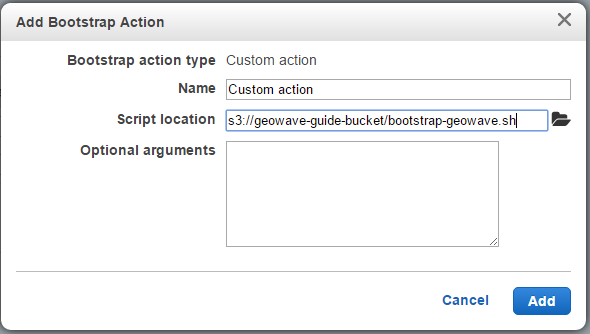 Add Bootstrap Action
Bootstrap action type Custom action
Name Custom action
Script location s3://geowave-guide-bucket/bootstrap-geowave.sh
Optional arguments
Cancel Add